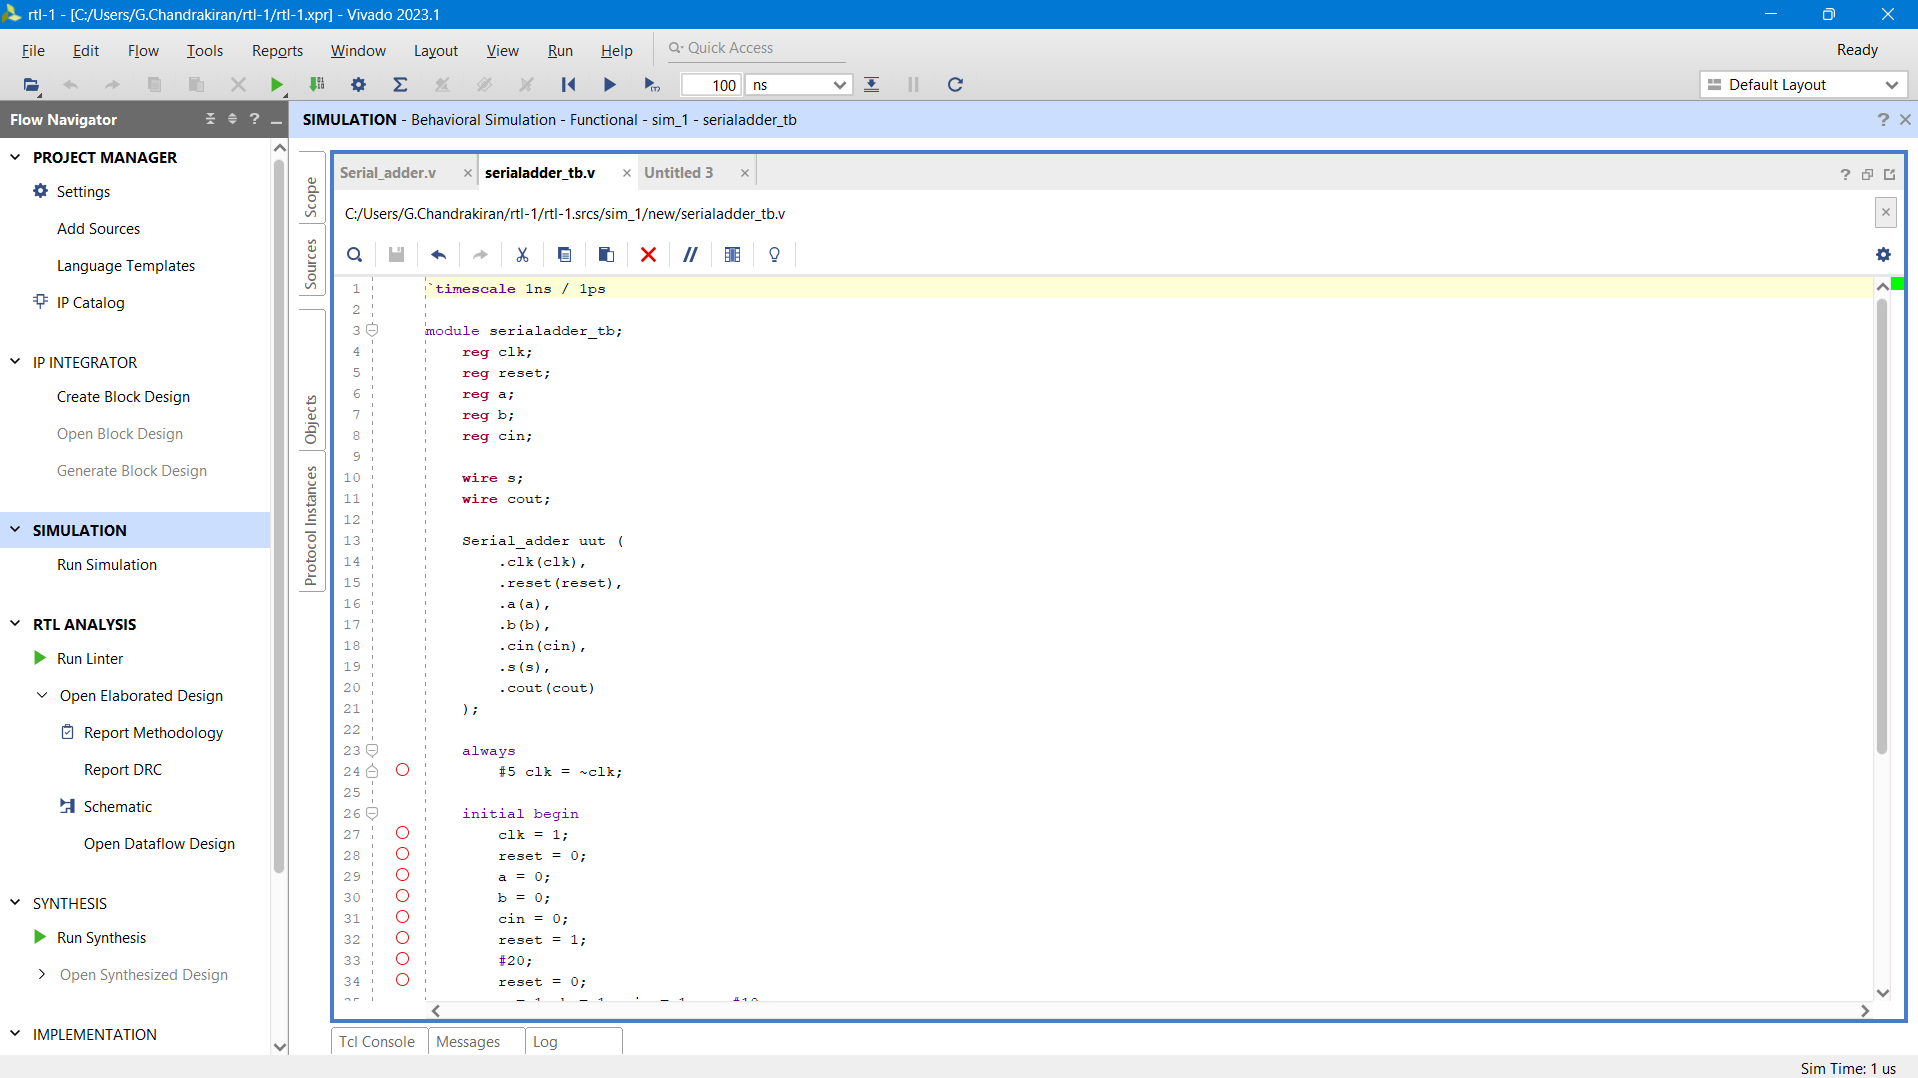 rtl-1 - [C:/Users/G.Chandrakiran/rtl-1/rtl-1.xpr] - Vivado 2023.1
File Edit Flow Tools Reports Window Layout View Run Help Quick Access Ready
100 ns Default Layout
Flow Navigator ?
SIMULATION - Behavioral Simulation - Functional - sim_1 - serialadder_tb ?
PROJECT MANAGER
Settings
Add Sources
Language Templates
IP Catalog
IP INTEGRATOR
Create Block Design
Open Block Design
Generate Block Design
SIMULATION
Run Simulation
RTL ANALYSIS
Run Linter
Open Elaborated Design
Report Methodology
Report DRC
Schematic
Open Dataflow Design
SYNTHESIS
Run Synthesis
Open Synthesized Design
IMPLEMENTATION
Scope
Sources
Objects
Protocol Instances
Serial_adder.v serialadder_tb.v Untitled 3 ?
C:/Users/G.Chandrakiran/rtl-1/rtl-1.srcs/sim_1/new/serialadder_tb.v
1 `timescale 1ns / 1ps
2
3 module serialadder_tb;
4 reg clk;
5 reg reset;
6 reg a;
7 reg b;
8 reg cin;
9
10 wire s;
11 wire cout;
12
13 Serial_adder uut (
14 .clk(clk),
15 .reset(reset),
16 .a(a),
17 .b(b),
18 .cin(cin),
19 .s(s),
20 .cout(cout)
21 );
22
23 always
24 #5 clk = ~clk;
25
26 initial begin
27 clk = 1;
28 reset = 0;
29 a = 0;
30 b = 0;
31 cin = 0;
32 reset = 1;
33 #20;
34 reset = 0;
Tcl Console Messages Log
Sim Time: 1 us